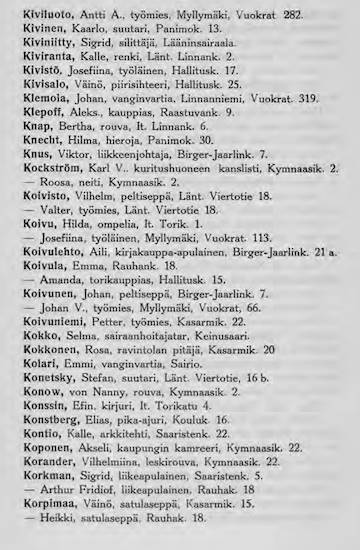 Kiviluoto, Antti A., työmies, Myllymäki, Vuokrat 282.
Kivinen, Kaarlo, suutari, Panimok. 13.
Kiviniitty, Sigrid, silittäjä, Lääninsairaala.
Kiviranta, Kalle, renki, Länt. Linnank. 2.
Kivistö, Josefiina, työläinen, Hallitusk. 17.
Kivisalo, Väinö, piirisihteeri, Hallitusk. 25.
Klemola, Johan, vanginvartia, Linnanniemi, Vuokrat. 319.
Klepoff, Aleks., kauppias, Raastuvank. 9.
Knap, Bertha, rouva, It. Linnank. 6.
Knecht, Hilma, hieroja, Panimok. 30.
Knus, Viktor, liikkeenjohtaja, Birger-Jaarlink. 7.
Kockström, Karl V.. kuritushuoneen kanslisti, Kymnaasik. 2.
— Roosa, neiti, Kymnaasik. 2.
Koivisto, Vilhelm, peltiseppä, Länt. Viertotie 18.
— Valter, työmies, Länt. Viertotie 18.
Koivu, Hilda, ompelia, It. Torik. 1.
— Josefiina, työläinen, Myllymäki, Vuokrat. 113.
Koivulehto, Aili, kirjakauppa-apulainen, Birger-Jaarlink. 21 a.
Koivula, Emma, Rauhank. 18.
— Amanda, torikauppias, Hallitusk. 15.
Koivunen, Johan, peltiseppä, Birger-Jaarlink. 7.
— Johan V., työmies, Myllymäki, Vuokrat, 66.
Koivuniemi, Petter, työmies, Kasarmik. 22.
Kokko, Selma, sairaanhoitajatar, Keinusaari.
Kokkonen, Rosa, ravintolan pitäjä, Kasarmik. 20
Kolari, Emmi, vanginvartia, Sairio.
Konetsky, Stefan, suutari, Länt. Viertotie, 16 b.
Konow, von Nanny, rouva, Kymnaasik. 2.
Konssin, Efin, kirjuri, It. Torikatu 4.
Konstberg, Elias, pika-ajuri, Kouluk. 16.
Kontio, Kalle, arkkitehti, Saaristenk. 22.
Koponen, Akseli, kaupungin kamreeri, Kymnaasik. 22.
Korander, Vilhelmiina, leskirouva, Kymnaasik. 22.
Korkman, Sigrid, liikeapulainen, Saaristenk. 5.
— Arthur Fridiof, liikeapulainen, Rauhak. 18
Korpimaa, Väinö, satulaseppä, Kasarmik. 15.
— Heikki, satulaseppä. Rauhak. 18.